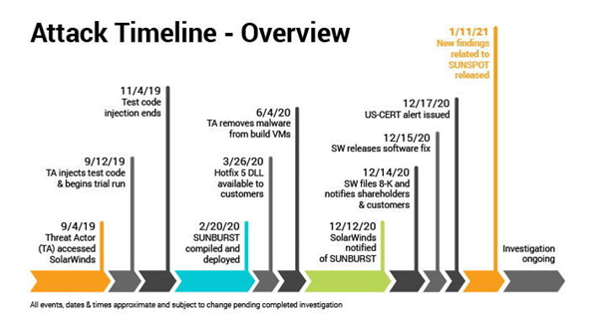 Attack Timeline - Overview
9/4/19
Threat Actor
(TA) accessed
SolarWinds
9/12/19
TA injects test code
& begins trial run
11/4/19
Test code
injection ends
2/20/20
SUNBURST
compiled and
deployed
3/26/20
Hotfix 5 DLL
available to
customers
6/4/20
TA removes malware
from build VMs
12/12/20
SolarWinds
notified
of SUNBURST
12/14/20
SW files 8-K and
notifies shareholders
& customers
12/15/20
SW releases software fix
12/17/20
US-CERT alert issued
1/11/21
New findings
related to
SUNSPOT
released
Investigation
ongoing
All events, dates & times approximate and subject to change pending completed investigation